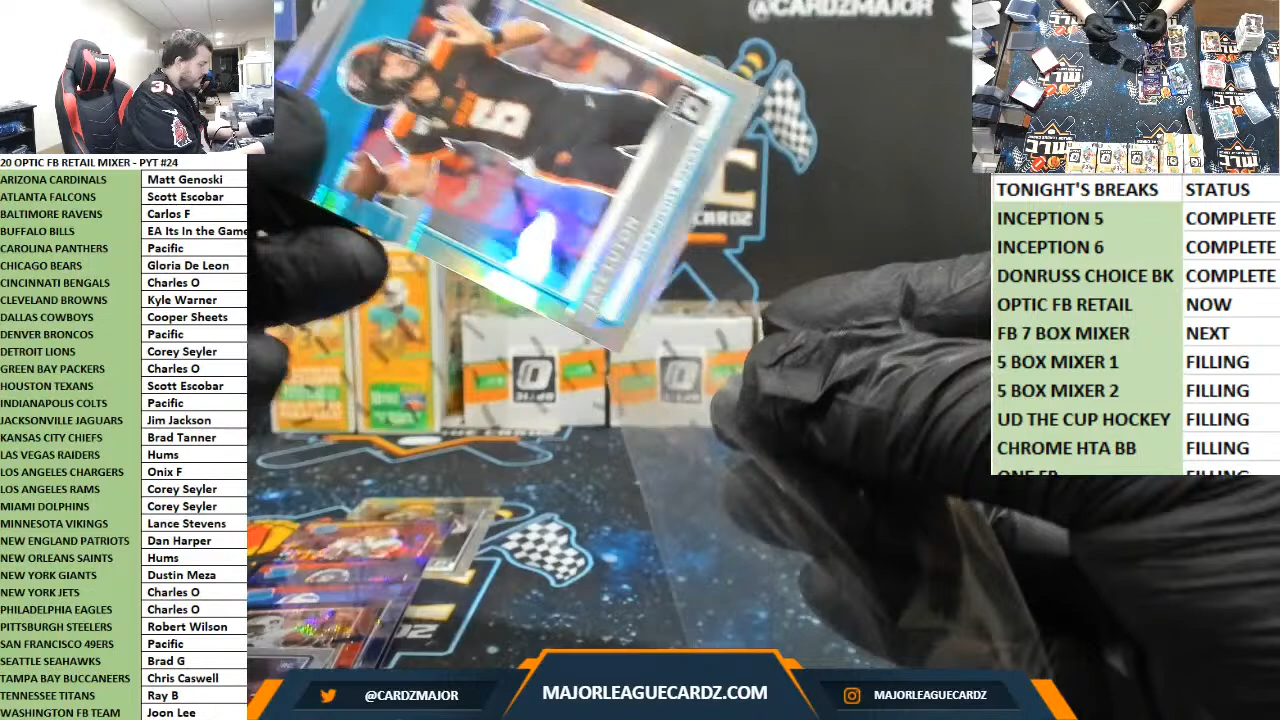 @CARDZMAJOR
20 OPTIC FB RETAIL MIXER - PYT #24
ARIZONA CARDINALS Matt Genoski
ATLANTA FALCONS Scott Escobar
BALTIMORE RAVENS Carlos F
BUFFALO BILLS EA Its In the Game
CAROLINA PANTHERS Pacific
CHICAGO BEARS Gloria De Leon
CINCINNATI BENGALS Charles O
CLEVELAND BROWNS Kyle Warner
DALLAS COWBOYS Cooper Sheets
DENVER BRONCOS Pacific
DETROIT LIONS Corey Seyler
GREEN BAY PACKERS Charles O
HOUSTON TEXANS Scott Escobar
INDIANAPOLIS COLTS Pacific
JACKSONVILLE JAGUARS Jim Jackson
KANSAS CITY CHIEFS Brad Tanner
LAS VEGAS RAIDERS Hums
LOS ANGELES CHARGERS Onix F
LOS ANGELES RAMS Corey Seyler
MIAMI DOLPHINS Corey Seyler
MINNESOTA VIKINGS Lance Stevens
NEW ENGLAND PATRIOTS Dan Harper
NEW ORLEANS SAINTS Hums
NEW YORK GIANTS Dustin Meza
NEW YORK JETS Charles O
PHILADELPHIA EAGLES Charles O
PITTSBURGH STEELERS Robert Wilson
SAN FRANCISCO 49ERS Pacific
SEATTLE SEAHAWKS Brad G
TAMPA BAY BUCCANEERS Chris Caswell
TENNESSEE TITANS Ray B
WASHINGTON FB TEAM Joon Lee
JAKE LUTON
CARDZ
TONIGHT'S BREAKS STATUS
INCEPTION 5 COMPLETE
INCEPTION 6 COMPLETE
DONRUSS CHOICE BK COMPLETE
OPTIC FB RETAIL NOW
FB 7 BOX MIXER NEXT
5 BOX MIXER 1 FILLING
5 BOX MIXER 2 FILLING
UD THE CUP HOCKEY FILLING
CHROME HTA BB FILLING
@CARDZMAJOR
MAJORLEAGUECARDZ.COM
MAJORLEAGUECARDZ